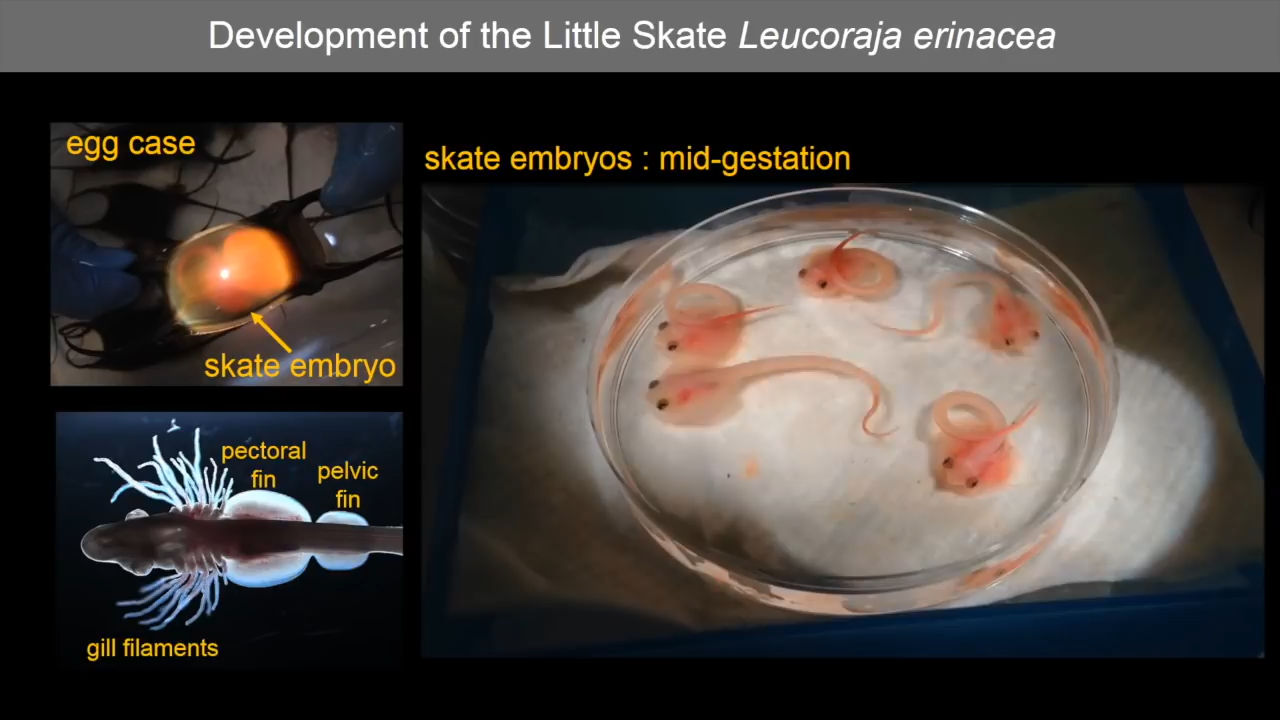 Development of the Little Skate Leucoraja erinacea
egg case
skate embryo
skate embryos : mid-gestation
pectoral
fin
pelvic
fin
gill filaments